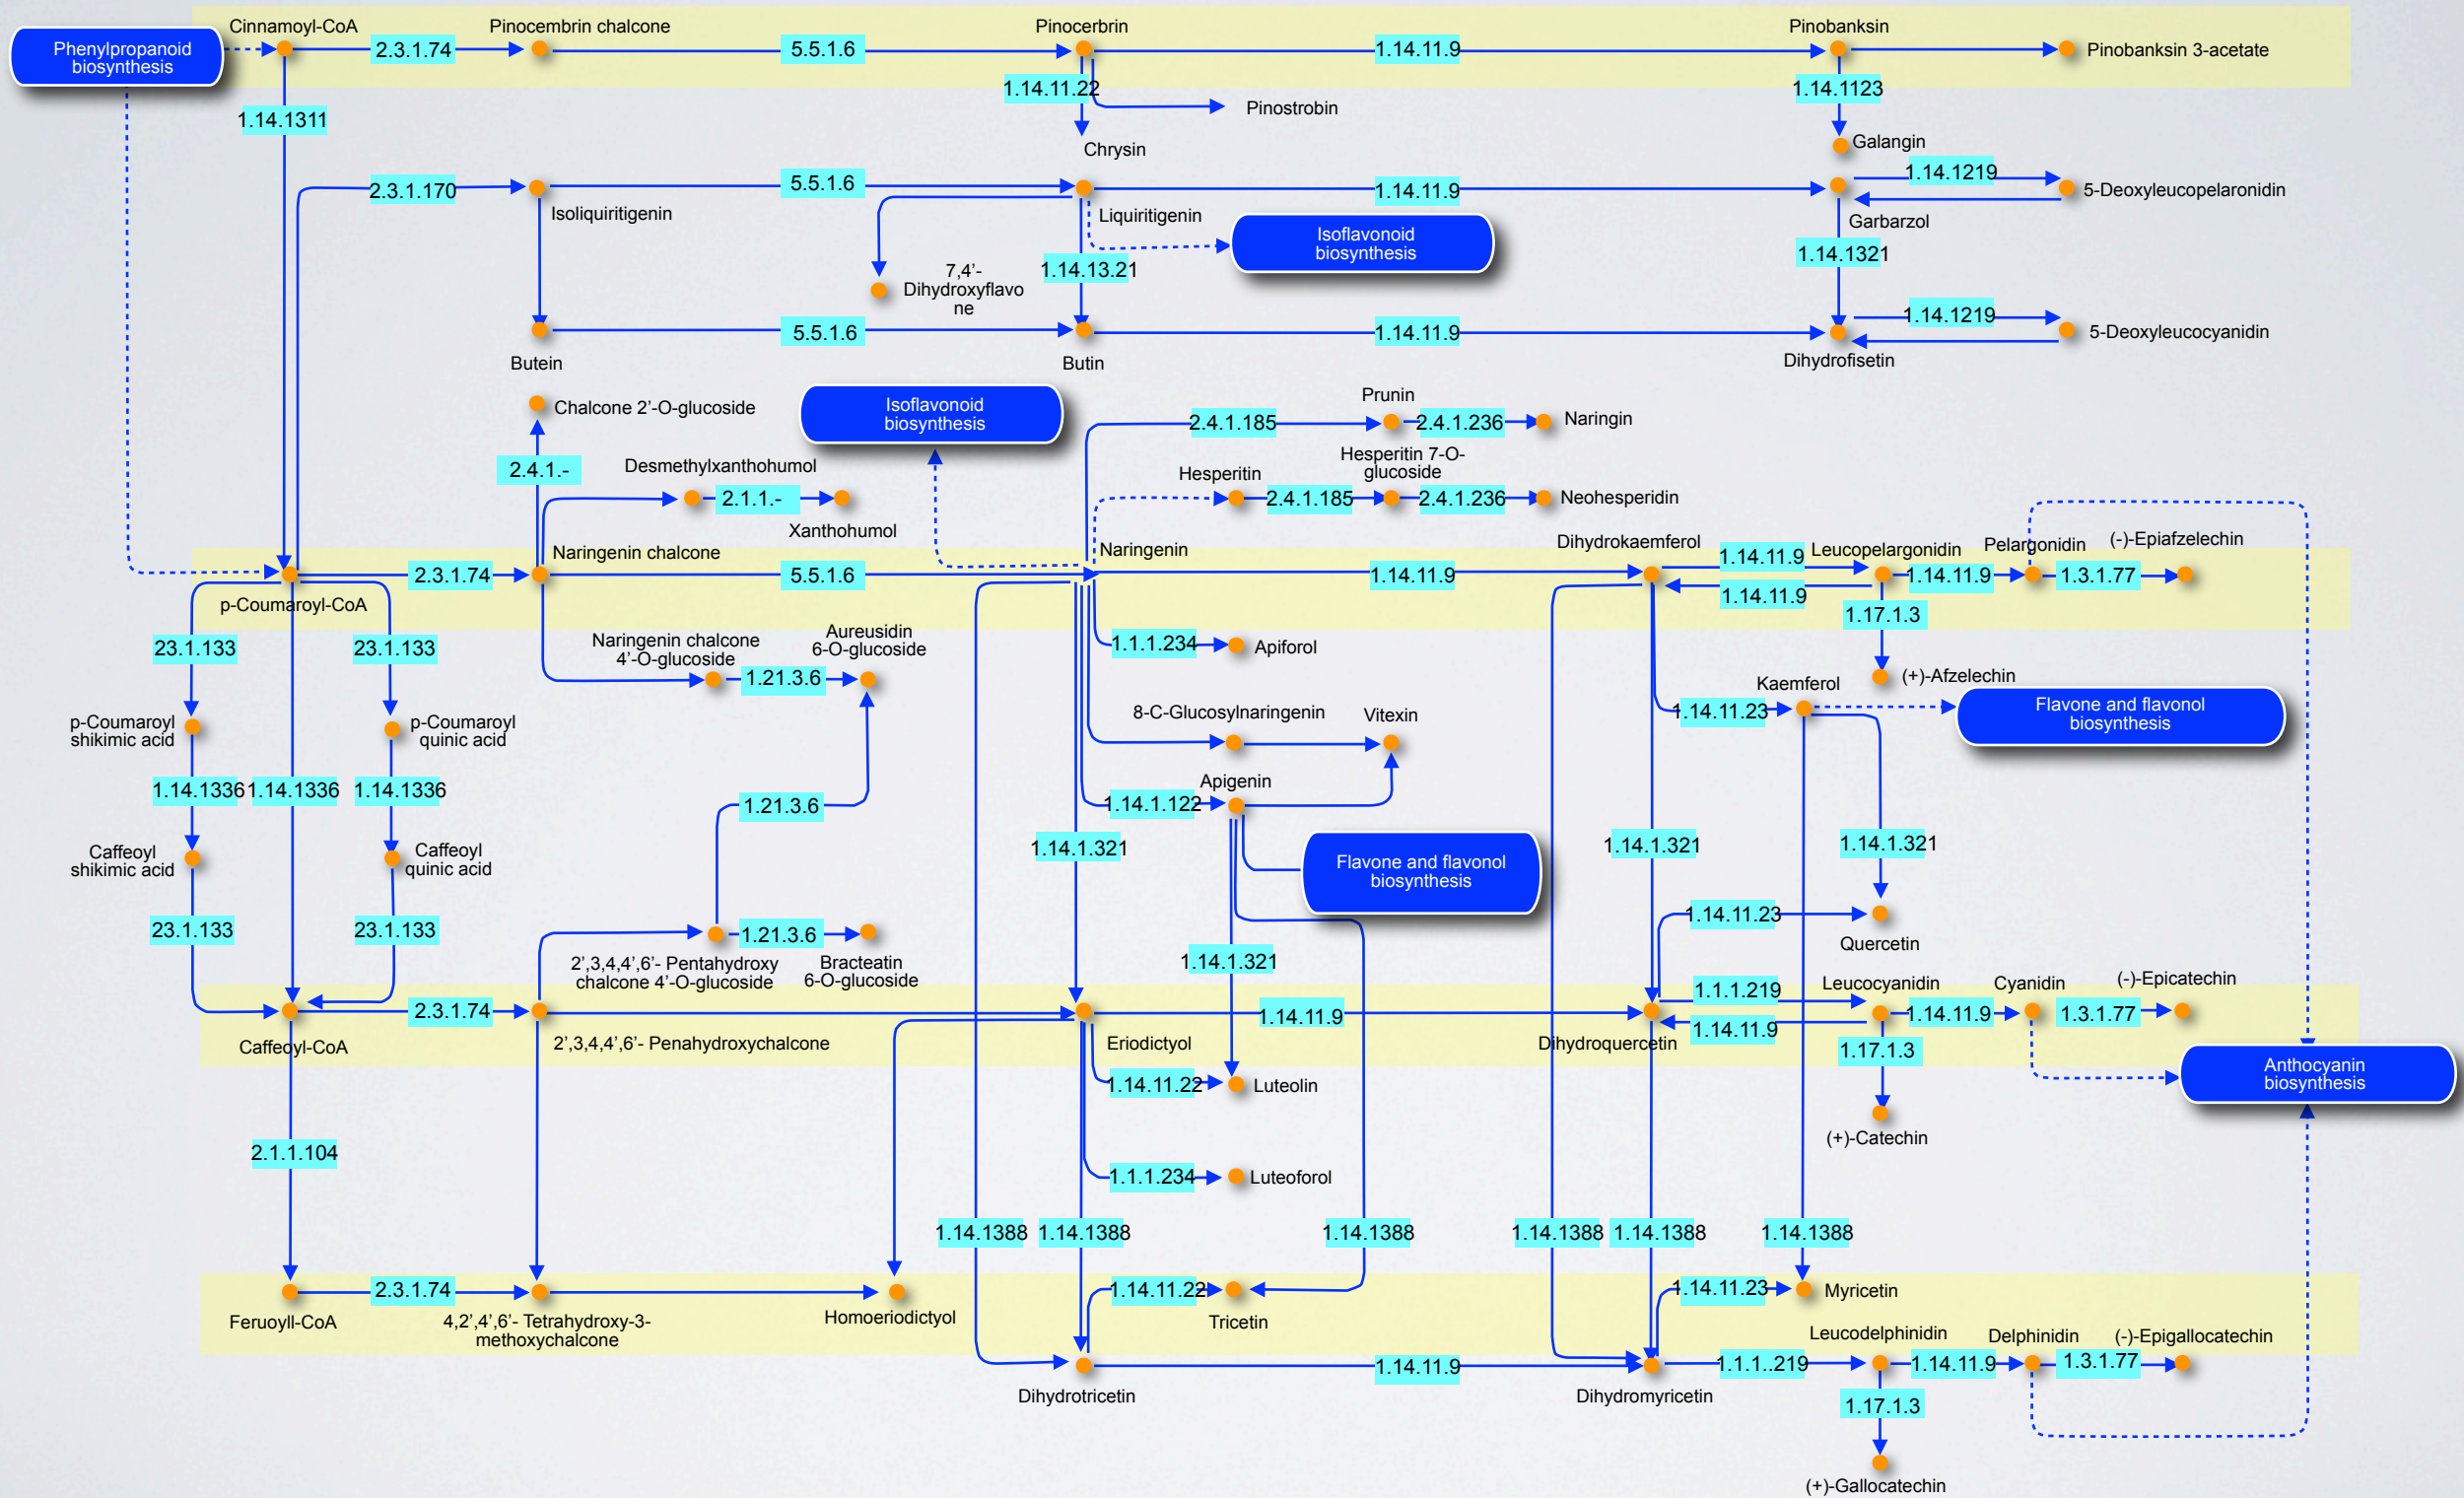 Cinnamoyl-CoA
Pinocembrin chalcone
Pinocerbrin
Pinobanksin
Phenylpropanoid
biosynthesis
2.3.1.74
5.5.1.6
1.14.11.9
Pinobanksin 3-acetate
1.14.11.22
1.14.1123
Pinostrobin
1.14.1311
Chrysin
Galangin
2.3.1.170
5.5.1.6
1.14.11.9
1.14.1219
5-Deoxyleucopelaronidin
Isoliquiritigenin
Liquiritigenin
Garbarzol
Isoflavonoid
biosynthesis
7,4'-
Dihydroxyflavo
ne
1.14.13.21
1.14.1321
5.5.1.6
1.14.11.9
1.14.1219
5-Deoxyleucocyanidin
Butein
Butin
Dihydrofisetin
Chalcone 2'-O-glucoside
Isoflavonoid
biosynthesis
Prunin
2.4.1.185
2.4.1.236
Naringin
2.4.1.-
Desmethylxanthohumol
2.1.1.-
Xanthohumol
Hesperitin
Hesperitin 7-O-
glucoside
2.4.1.185
2.4.1.236
Neohesperidin
Naringenin chalcone
Naringenin
Dihydrokaemferol
1.14.11.9
Leucopelargonidin
Pelargonidin
(-)-Epiafzelechin
2.3.1.74
5.5.1.6
1.14.11.9
1.14.11.9
1.3.1.77
1.14.11.9
p-Coumaroyl-CoA
1.17.1.3
23.1.133
23.1.133
Naringenin chalcone
4'-O-glucoside
Aureusidin
6-O-glucoside
1.1.1.234
Apiforol
1.21.3.6
(+)-Afzelechin
Kaemferol
p-Coumaroyl
shikimic acid
p-Coumaroyl
quinic acid
8-C-Glucosylnaringenin
Vitexin
1.14.11.23
Flavone and flavonol
biosynthesis
1.14.1336
1.14.1336
1.14.1336
1.21.3.6
Apigenin
1.14.1.122
Caffeoyl
shikimic acid
Caffeoyl
quinic acid
1.14.1.321
Flavone and flavonol
biosynthesis
1.14.1.321
1.14.1.321
23.1.133
23.1.133
1.21.3.6
1.14.11.23
Quercetin
2',3,4,4',6'- Pentahydroxy
chalcone 4'-O-glucoside
Bracteatin
6-O-glucoside
1.14.1.321
1.1.1.219
Leucocyanidin
Cyanidin
(-)-Epicatechin
2.3.1.74
1.14.11.9
1.14.11.9
1.3.1.77
1.14.11.9
Caffeoyl-CoA
2',3,4,4',6'- Penahydroxychalcone
Eriodictyol
Dihydroquercetin
1.17.1.3
Anthocyanin
biosynthesis
1.14.11.22
Luteolin
(+)-Catechin
2.1.1.104
1.1.1.234
Luteoforol
1.14.1388
1.14.1388
1.14.1388
1.14.1388
1.14.1388
1.14.1388
2.3.1.74
1.14.11.22
1.14.11.23
Myricetin
Feruoyll-CoA
4,2',4',6'- Tetrahydroxy-3-
methoxychalcone
Homoeriodictyol
Tricetin
Leucodelphinidin
Delphinidin
(-)-Epigallocatechin
1.14.11.9
1.1.1..219
1.14.11.9
1.3.1.77
Dihydrotricetin
Dihydromyricetin
1.17.1.3
(+)-Gallocatechin